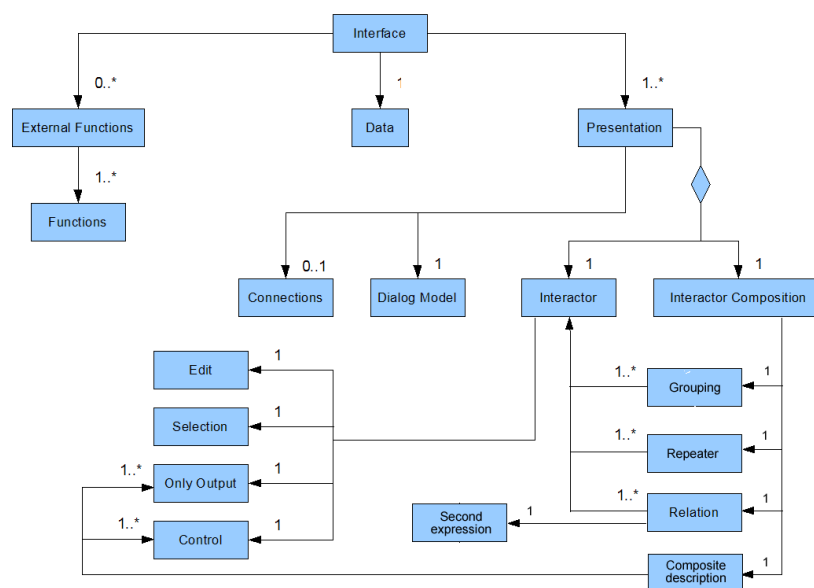 Interface
0..*
1
1..*
External Functions
Data
Presentation
1..*
Functions
0..1
1
1
1
Connections
Dialog Model
Interactor
Interactor Composition
1
Edit
1..*
1
Grouping
1
Selection
1..*
1
Repeater
1..*
1
Only Output
1..*
1
Relation
1..*
1
Control
1
Second
expression
1
Composite
description